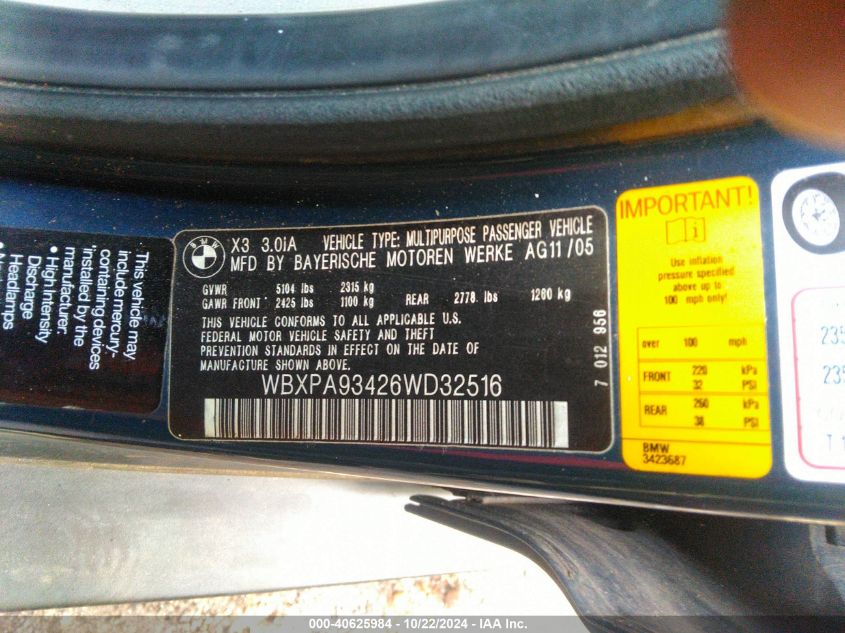 This vehicle may
include mercury-
containing devices
installed by the
manufacturer:
• High Intensity
Discharge
Headlamps
BMW
X3 3.0iA VEHICLE TYPE: MULTIPURPOSE PASSENGER VEHICLE
MFD BY BAYERISCHE MOTOREN WERKE AG11/05
GVWR 5104 lbs 2315 kg
GAWR FRONT: 2425 lbs 1100 kg REAR 2778. lbs 1260 kg
THIS VEHICLE CONFORMS TO ALL APPLICABLE U.S.
FEDERAL MOTOR VEHICLE SAFETY AND THEFT
PREVENTION STANDARDS IN EFFECT ON THE DATE OF
MANUFACTURE SHOWN ABOVE.
WBXPA93426WD32516
7 012 956
IMPORTANT!
Use inflation
pressure specified
above up to
100 mph only!
over 100 mph
FRONT 220 kPa
32 PSI
REAR 260 kPa
38 PSI
BMW
3423687
235
235
T 1
000-40625984 - 10/22/2024 - IAA Inc.